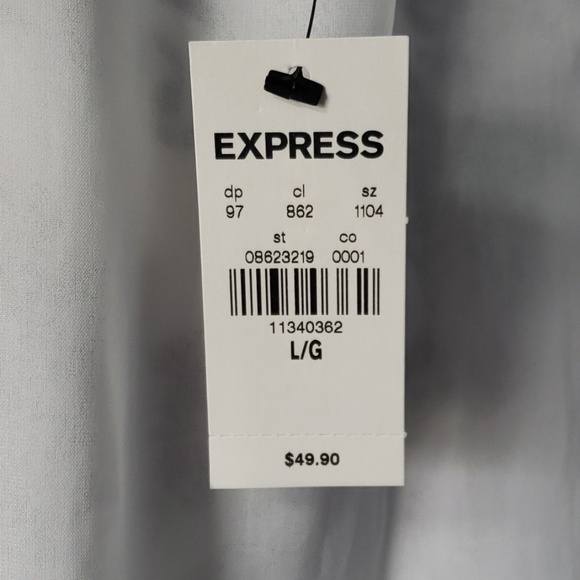 EXPRESS
dp cl sz
97 862 1104
st co
08623219 0001
11340362
L/G
$49.90